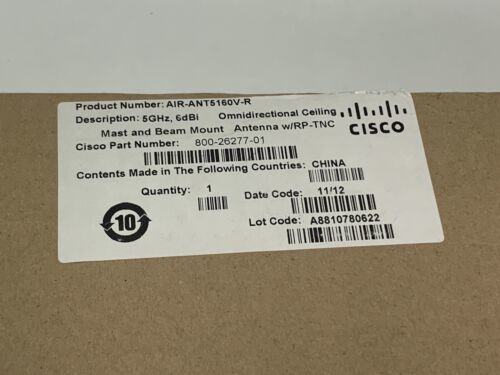 Product Number: AIR-ANT5160V-R
Description: 5GHz, 6dBi Omnidirectional Ceiling
Mast and Beam Mount Antenna w/RP-TNC
CISCO
Cisco Part Number: 800-26277-01
Contents Made in The Following Countries: CHINA
Quantity: 1
Date Code: 11/12
Lot Code: A8810780622
10